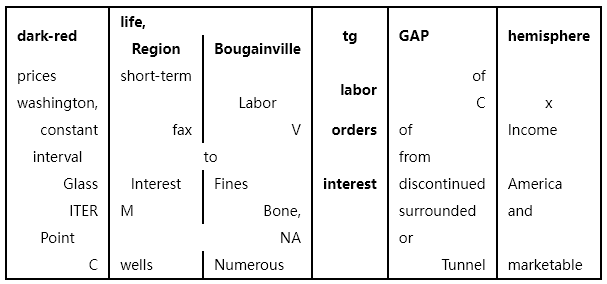 dark-red life, tg GAP hemisphere
Region Bougainville
prices short-term of
labor
washington, Labor C x
constant fax V orders of Income
interval to from
Glass Interest Fines interest discontinued America
ITER M Bone, surrounded and
Point NA or
C wells Numerous Tunnel marketable